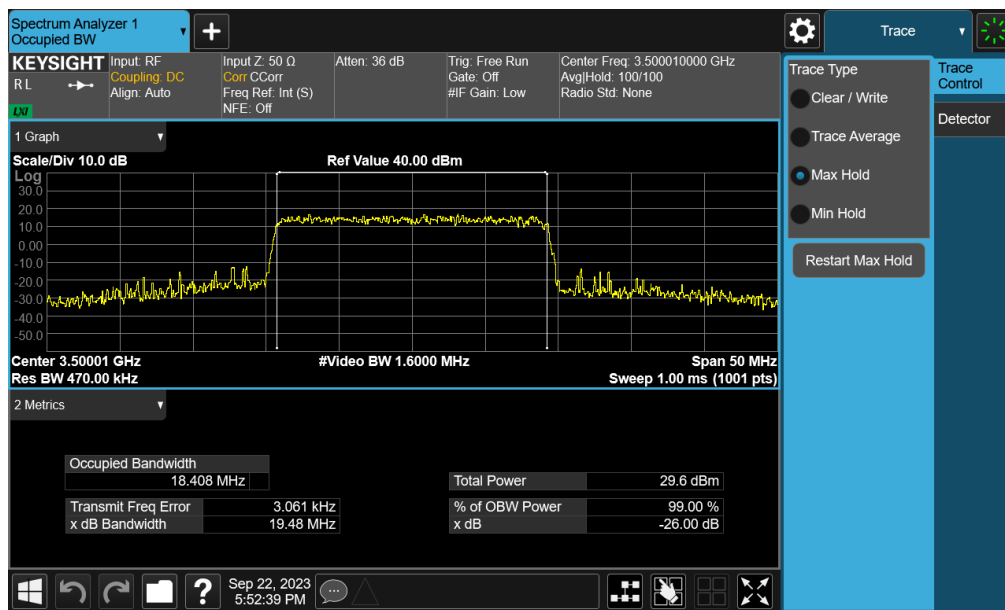 Spectrum Analyzer 1
Occupied BW
+
Trace
KEYSIGHT
R L
LXI
Input: RF
Coupling: DC
Align: Auto
Input Z: 50 Ω
Corr CCorr
Freq Ref: Int (S)
NFE: Off
Atten: 36 dB
Trig: Free Run
Gate: Off
#IF Gain: Low
Center Freq: 3.500010000 GHz
Avg|Hold: 100/100
Radio Std: None
1 Graph
Scale/Div 10.0 dB
Ref Value 40.00 dBm
Log
30.0
20.0
10.0
0.00
-10.0
-20.0
-30.0
-40.0
-50.0
Center 3.50001 GHz
#Video BW 1.6000 MHz
Span 50 MHz
Res BW 470.00 kHz
Sweep 1.00 ms (1001 pts)
2 Metrics
Occupied Bandwidth
18.408 MHz
Total Power 29.6 dBm
Transmit Freq Error 3.061 kHz
% of OBW Power 99.00 %
x dB Bandwidth 19.48 MHz
x dB -26.00 dB
Trace Type
Clear / Write
Trace Average
Max Hold
Min Hold
Restart Max Hold
Trace
Control
Detector
?
Sep 22, 2023
5:52:39 PM